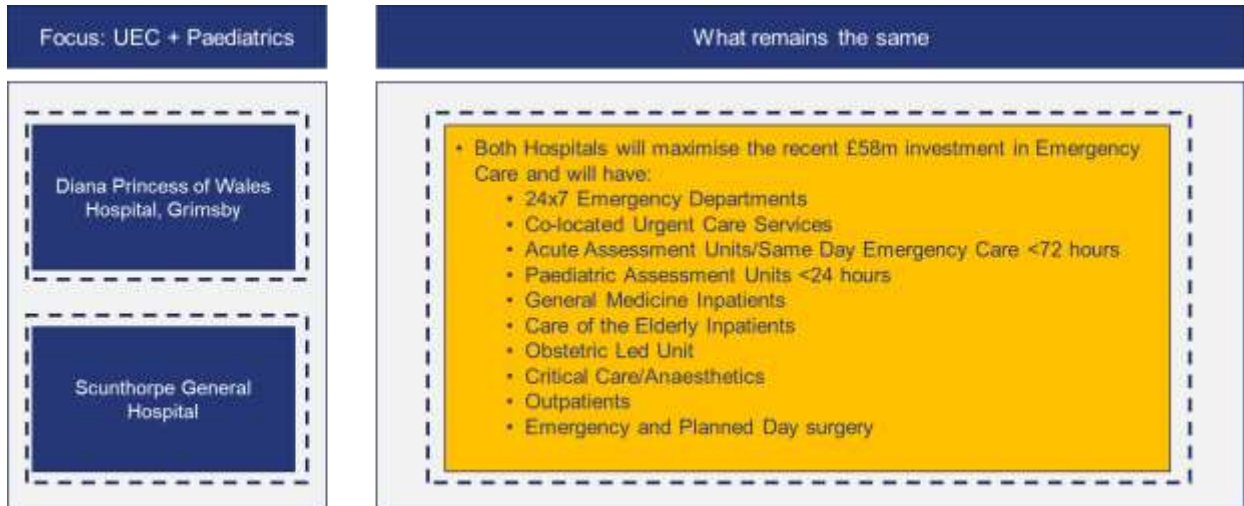 Focus: UEC + Paediatrics
What remains the same
Diana Princess of Wales
Hospital, Grimsby
Scunthorpe General
Hospital
• Both Hospitals will maximise the recent £58m investment in Emergency
Care and will have:
• 24x7 Emergency Departments
• Co-located Urgent Care Services
• Acute Assessment Units/Same Day Emergency Care <72 hours
• Paediatric Assessment Units <24 hours
• General Medicine Inpatients
• Care of the Elderly Inpatients
• Obstetric Led Unit
• Critical Care/Anaesthetics
• Outpatients
• Emergency and Planned Day surgery